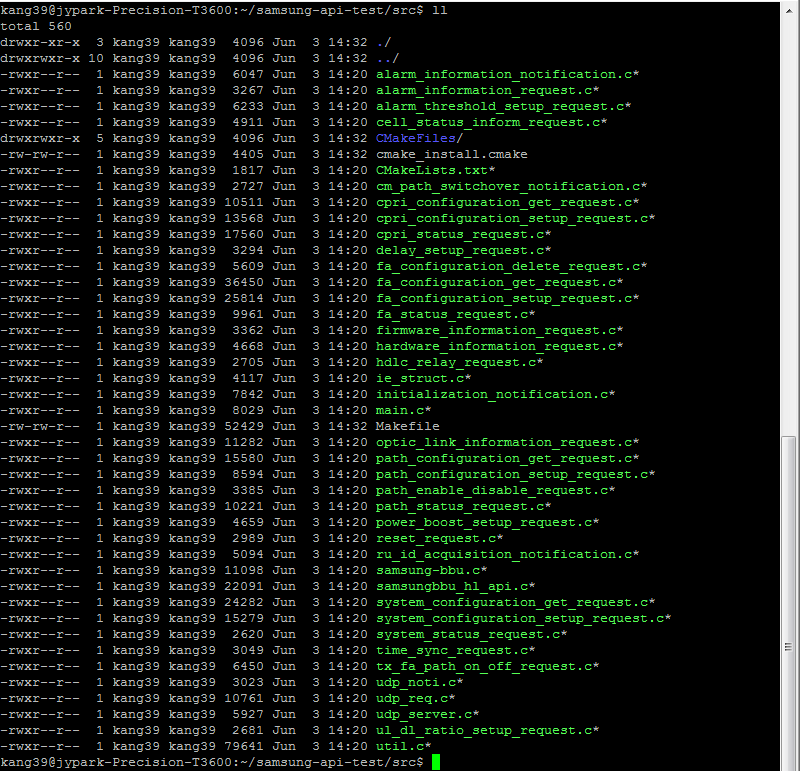 kang39@jypark-Precision-T3600:~/samsung-api-test/src$ ll
total 560
drwxr-xr-x  3 kang39 kang39  4096 Jun  3 14:32 ./
drwxrwxr-x 10 kang39 kang39  4096 Jun  3 14:32 ../
-rwxr--r--  1 kang39 kang39  6047 Jun  3 14:20 alarm_information_notification.c*
-rwxr--r--  1 kang39 kang39  3267 Jun  3 14:20 alarm_information_request.c*
-rwxr--r--  1 kang39 kang39  6233 Jun  3 14:20 alarm_threshold_setup_request.c*
-rwxr--r--  1 kang39 kang39  4911 Jun  3 14:20 cell_status_inform_request.c*
drwxrwxr-x  5 kang39 kang39  4096 Jun  3 14:32 CMakeFiles/
-rw-rw-r--  1 kang39 kang39  4405 Jun  3 14:32 cmake_install.cmake
-rwxr--r--  1 kang39 kang39  1817 Jun  3 14:20 CMakeLists.txt*
-rwxr--r--  1 kang39 kang39  2727 Jun  3 14:20 cm_path_switchover_notification.c*
-rwxr--r--  1 kang39 kang39 10511 Jun  3 14:20 cpri_configuration_get_request.c*
-rwxr--r--  1 kang39 kang39 13568 Jun  3 14:20 cpri_configuration_setup_request.c*
-rwxr--r--  1 kang39 kang39 17560 Jun  3 14:20 cpri_status_request.c*
-rwxr--r--  1 kang39 kang39  3294 Jun  3 14:20 delay_setup_request.c*
-rwxr--r--  1 kang39 kang39  5609 Jun  3 14:20 fa_configuration_delete_request.c*
-rwxr--r--  1 kang39 kang39 36450 Jun  3 14:20 fa_configuration_get_request.c*
-rwxr--r--  1 kang39 kang39 25814 Jun  3 14:20 fa_configuration_setup_request.c*
-rwxr--r--  1 kang39 kang39  9961 Jun  3 14:20 fa_status_request.c*
-rwxr--r--  1 kang39 kang39  3362 Jun  3 14:20 firmware_information_request.c*
-rwxr--r--  1 kang39 kang39  4668 Jun  3 14:20 hardware_information_request.c*
-rwxr--r--  1 kang39 kang39  2705 Jun  3 14:20 hdlc_relay_request.c*
-rwxr--r--  1 kang39 kang39  4117 Jun  3 14:20 ie_struct.c*
-rwxr--r--  1 kang39 kang39  7842 Jun  3 14:20 initialization_notification.c*
-rwxr--r--  1 kang39 kang39  8029 Jun  3 14:20 main.c*
-rw-rw-r--  1 kang39 kang39 52429 Jun  3 14:32 Makefile
-rwxr--r--  1 kang39 kang39 11282 Jun  3 14:20 optic_link_information_request.c*
-rwxr--r--  1 kang39 kang39 15580 Jun  3 14:20 path_configuration_get_request.c*
-rwxr--r--  1 kang39 kang39  8594 Jun  3 14:20 path_configuration_setup_request.c*
-rwxr--r--  1 kang39 kang39  3385 Jun  3 14:20 path_enable_disable_request.c*
-rwxr--r--  1 kang39 kang39 10221 Jun  3 14:20 path_status_request.c*
-rwxr--r--  1 kang39 kang39  4659 Jun  3 14:20 power_boost_setup_request.c*
-rwxr--r--  1 kang39 kang39  2989 Jun  3 14:20 reset_request.c*
-rwxr--r--  1 kang39 kang39  5094 Jun  3 14:20 ru_id_acquisition_notification.c*
-rwxr--r--  1 kang39 kang39 11098 Jun  3 14:20 samsung-bbu.c*
-rwxr--r--  1 kang39 kang39 22091 Jun  3 14:20 samsungbbu_hl_api.c*
-rwxr--r--  1 kang39 kang39 24282 Jun  3 14:20 system_configuration_get_request.c*
-rwxr--r--  1 kang39 kang39 15279 Jun  3 14:20 system_configuration_setup_request.c*
-rwxr--r--  1 kang39 kang39  2620 Jun  3 14:20 system_status_request.c*
-rwxr--r--  1 kang39 kang39  3049 Jun  3 14:20 time_sync_request.c*
-rwxr--r--  1 kang39 kang39  6450 Jun  3 14:20 tx_fa_path_on_off_request.c*
-rwxr--r--  1 kang39 kang39  3023 Jun  3 14:20 udp_noti.c*
-rwxr--r--  1 kang39 kang39 10761 Jun  3 14:20 udp_req.c*
-rwxr--r--  1 kang39 kang39  5927 Jun  3 14:20 udp_server.c*
-rwxr--r--  1 kang39 kang39  2681 Jun  3 14:20 ul_dl_ratio_setup_request.c*
-rwxr--r--  1 kang39 kang39 79641 Jun  3 14:20 util.c*
kang39@jypark-Precision-T3600:~/samsung-api-test/src$